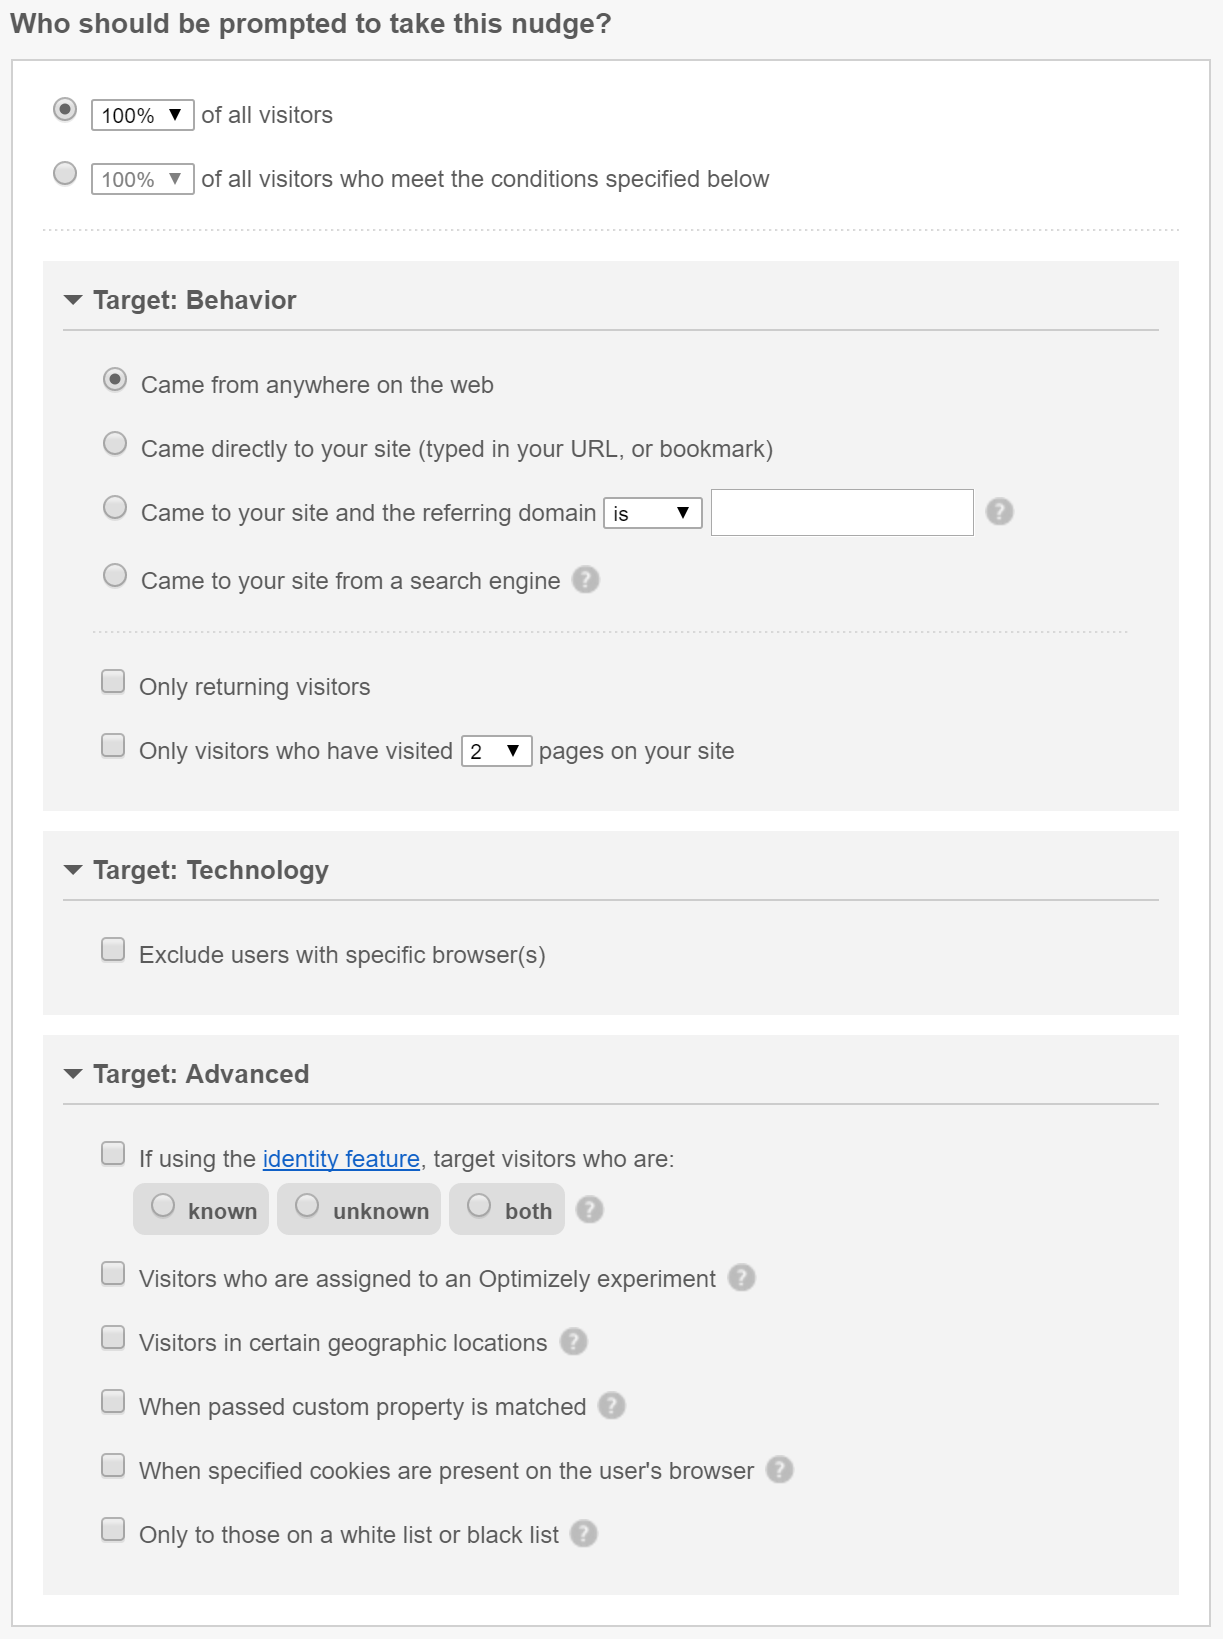 Who should be prompted to take this nudge?
100% ▼ of all visitors
100% ▼ of all visitors who meet the conditions specified below
Target: Behavior
Came from anywhere on the web
Came directly to your site (typed in your URL, or bookmark)
Came to your site and the referring domain is ▼ ?
Came to your site from a search engine ?
Only returning visitors
Only visitors who have visited 2 ▼ pages on your site
Target: Technology
Exclude users with specific browser(s)
Target: Advanced
If using the identity feature, target visitors who are:
known unknown both ?
Visitors who are assigned to an Optimizely experiment ?
Visitors in certain geographic locations ?
When passed custom property is matched ?
When specified cookies are present on the user's browser ?
Only to those on a white list or black list ?